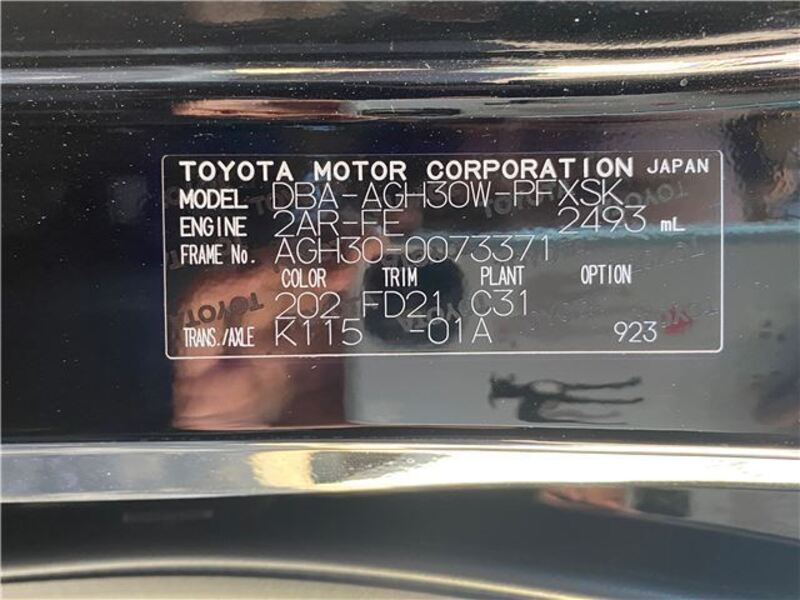 TOYOTA MOTOR CORPORATION JAPAN
MODEL DBA-AGH30W-PFXSK
ENGINE 2AR-FE 2493 mL
FRAME No. AGH30-0073371
COLOR TRIM PLANT OPTION
202 FD21 C31
TRANS./AXLE K115 -01A 923